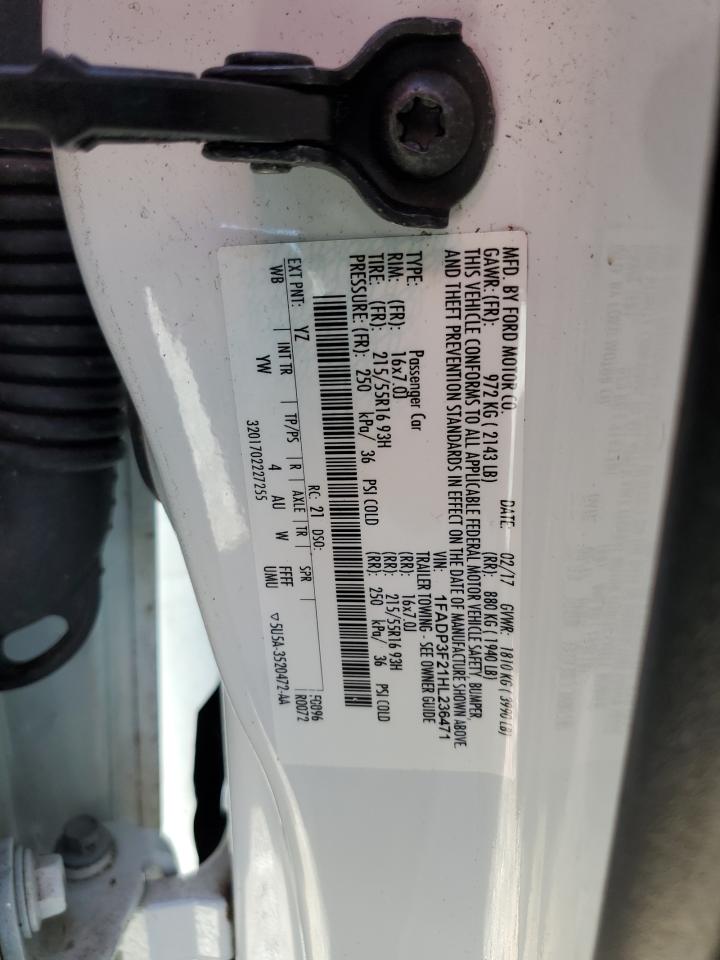 MFD. BY FORD MOTOR CO.
DATE: 02/17 GVWR: 1810 KG ( 3990 LB)
GAWR: (FR): 972 KG ( 2143 LB) (RR): 880 KG ( 1940 LB)
THIS VEHICLE CONFORMS TO ALL APPLICABLE FEDERAL MOTOR VEHICLE SAFETY, BUMPER,
AND THEFT PREVENTION STANDARDS IN EFFECT ON THE DATE OF MANUFACTURE SHOWN ABOVE
VIN: 1FADP3F21HL236471
TYPE: Passenger Car TRAILER TOWING - SEE OWNER GUIDE
RIM: (FR): 16x7.0J (RR): 16x7.0J
TIRE: (FR): 215/55R16 93H (RR): 215/55R16 93H
PRESSURE: (FR): 250 kPa/ 36 PSI COLD (RR): 250 kPa/ 36 PSI COLD
EXT PNT: YZ RC: 21 DSO:
WB INT TR TP/PS R AXLE TR SPR
YW 4 AU W FFFF UMU
R0072
3201702227255 ▽5U5A-3520472-AA